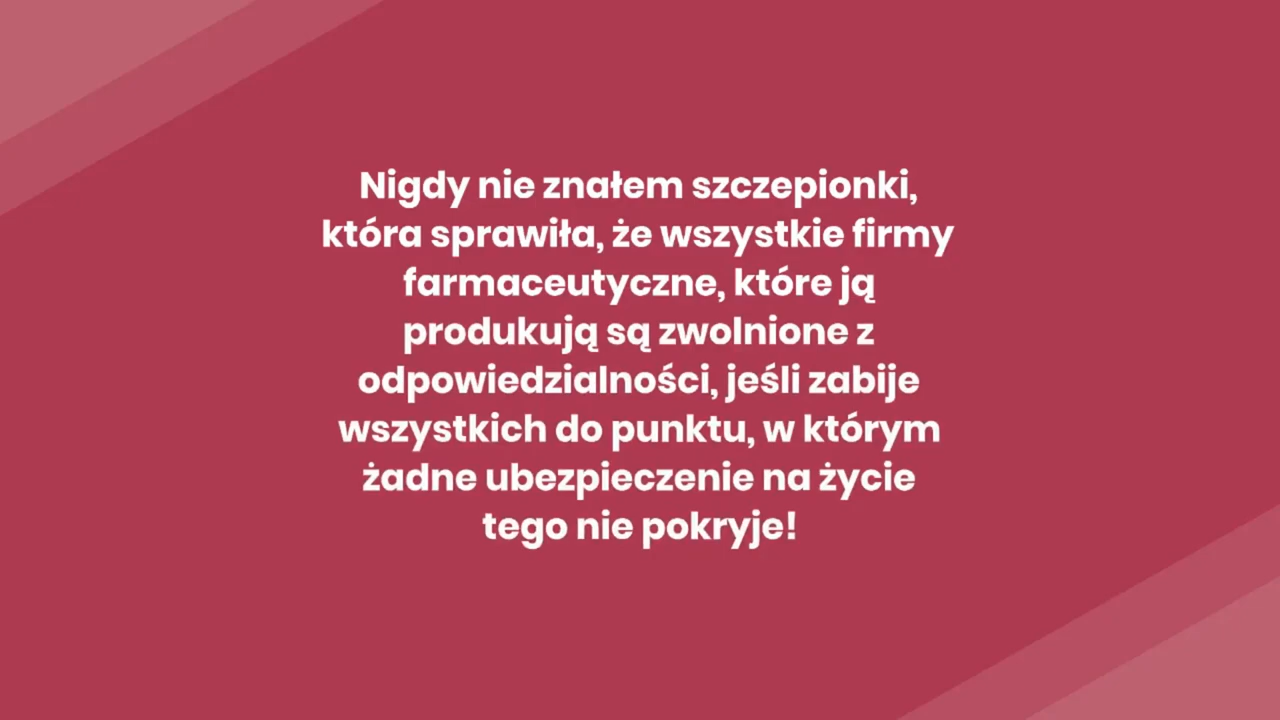 Nigdy nie znałem szczepionki,
która sprawiła, że wszystkie firmy
farmaceutyczne, które ją
produkują są zwolnione z
odpowiedzialności, jeśli zabije
wszystkich do punktu, w którym
żadne ubezpieczenie na życie
tego nie pokryje!